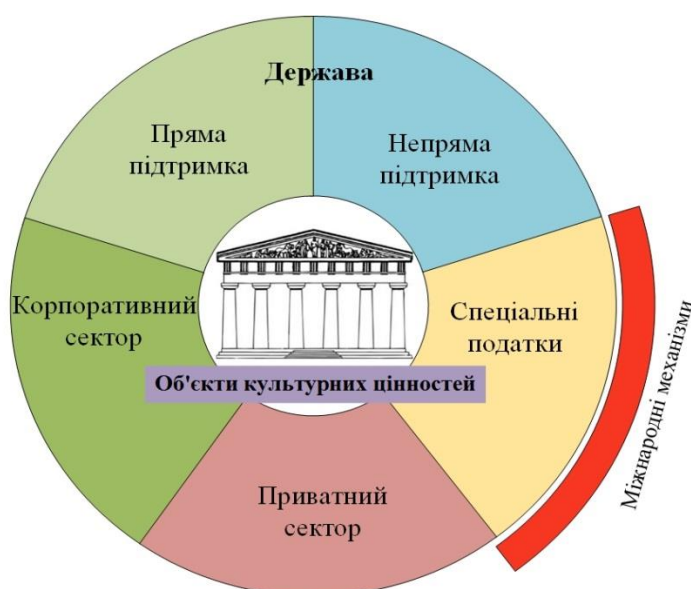 Держава
Пряма
підтримка
Непряма
підтримка
Корпоративний
сектор
Спеціальні
податки
Об'єкти культурних цінностей
Приватний
сектор
Міжнародні механізми